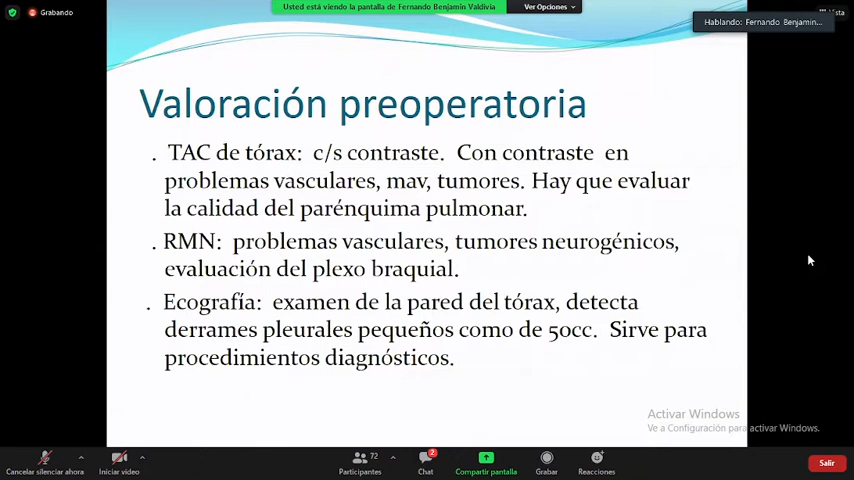 Grabando
Usted está viendo la pantalla de Fernando Benjamin Valdivia
Ver Opciones
Hablando: Fernando Benjamin...
Valoración preoperatoria
. TAC de tórax: c/s contraste. Con contraste en
problemas vasculares, mav, tumores. Hay que evaluar
la calidad del parénquima pulmonar.
. RMN: problemas vasculares, tumores neurogénicos,
evaluación del plexo braquial.
. Ecografía: examen de la pared del tórax, detecta
derrames pleurales pequeños como de 50cc. Sirve para
procedimientos diagnósticos.
Activar Windows
Ve a Configuración para activar Windows.
Cancelar silenciar ahora
Iniciar video
72
Participantes
2
Chat
Compartir pantalla
Grabar
Reacciones
Salir